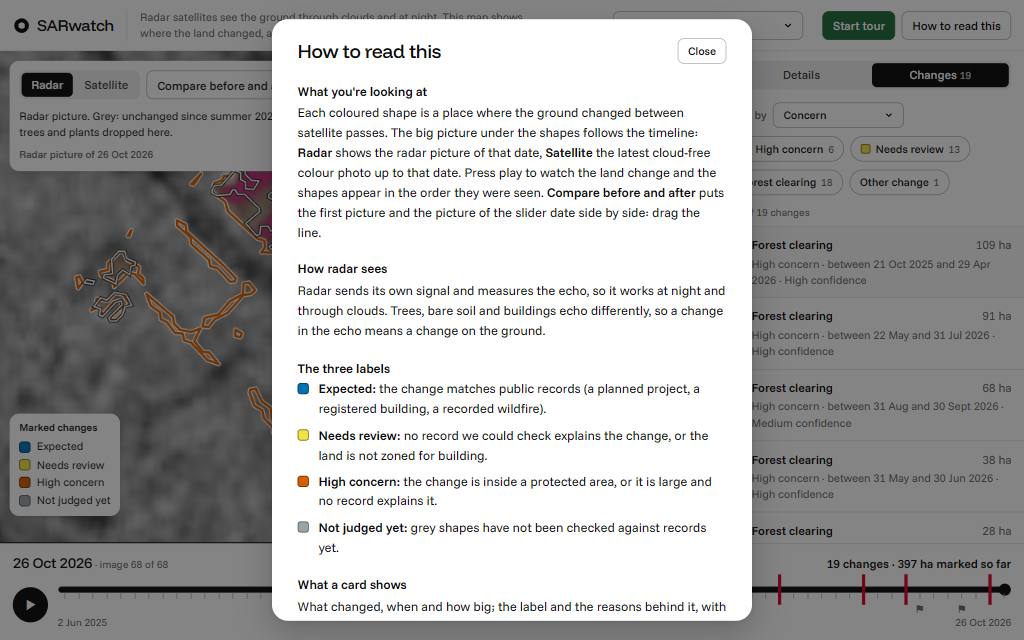 SARwatch
Radar satellites see the ground through clouds and at night. This map shows
where the land changed, a
Start tour
How to read this
Radar
Satellite
Compare before and a
Radar picture. Grey: unchanged since summer 202
trees and plants dropped here.
Radar picture of 26 Oct 2026
How to read this
Close
What you're looking at
Each coloured shape is a place where the ground changed between
satellite passes. The big picture under the shapes follows the timeline:
Radar shows the radar picture of that date, Satellite the latest cloud-free
colour photo up to that date. Press play to watch the land change and the
shapes appear in the order they were seen. Compare before and after puts
the first picture and the picture of the slider date side by side: drag the
line.
How radar sees
Radar sends its own signal and measures the echo, so it works at night and
through clouds. Trees, bare soil and buildings echo differently, so a change
in the echo means a change on the ground.
The three labels
Expected: the change matches public records (a planned project, a
registered building, a recorded wildfire).
Needs review: no record we could check explains the change, or the
land is not zoned for building.
High concern: the change is inside a protected area, or it is large and
no record explains it.
Not judged yet: grey shapes have not been checked against records
yet.
What a card shows
What changed, when and how big; the label and the reasons behind it, with
Details
Changes 19
by
Concern
High concern 6
Needs review 13
rest clearing 18
Other change 1
19 changes
Forest clearing
109 ha
High concern · between 21 Oct 2025 and 29 Apr
2026 · High confidence
Forest clearing
91 ha
High concern · between 22 May and 31 Jul 2026 ·
High confidence
Forest clearing
68 ha
High concern · between 31 Aug and 30 Sept 2026 ·
Medium confidence
Forest clearing
38 ha
High concern · between 31 May and 30 Jun 2026 ·
High confidence
Forest clearing
28 ha
Marked changes
Expected
Needs review
High concern
Not judged yet
26 Oct 2026 · image 68 of 68
19 changes · 397 ha marked so far
2 Jun 2025
26 Oct 2026